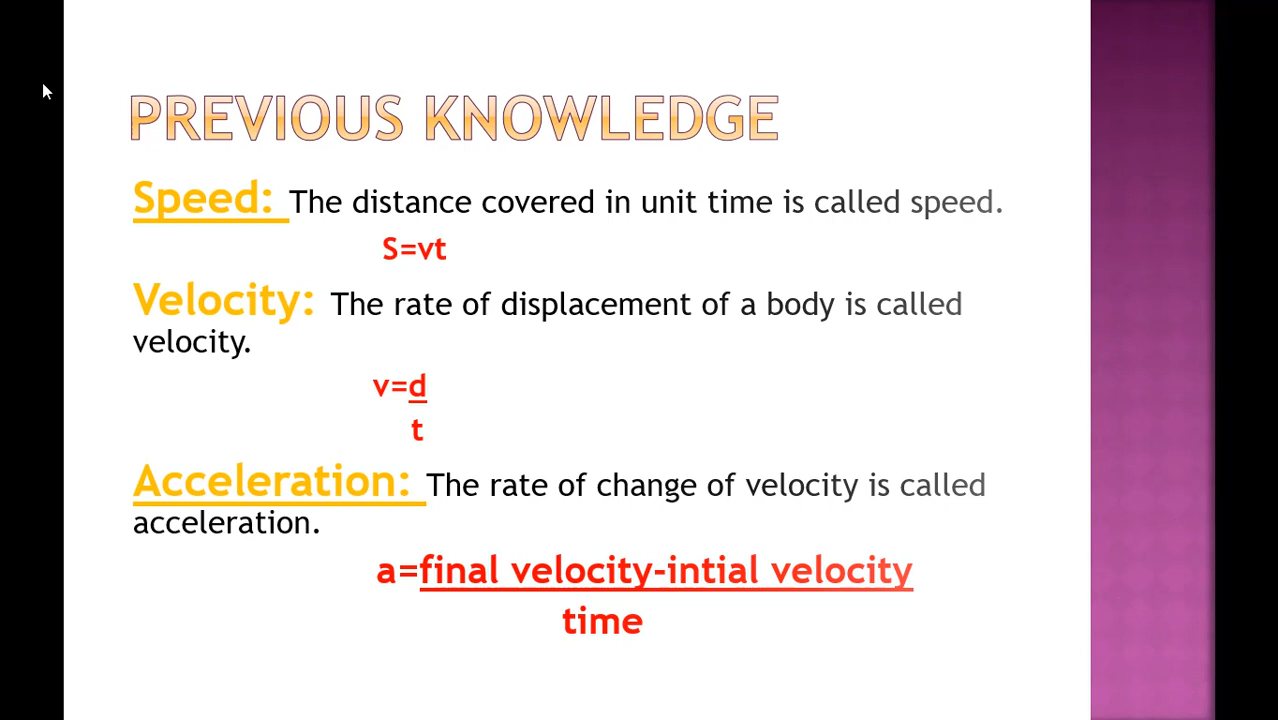 PREVIOUS KNOWLEDGE
Speed: The distance covered in unit time is called speed.
S=vt
Velocity: The rate of displacement of a body is called
velocity.
v=d
t
Acceleration: The rate of change of velocity is called
acceleration.
a=final velocity-intial velocity
time